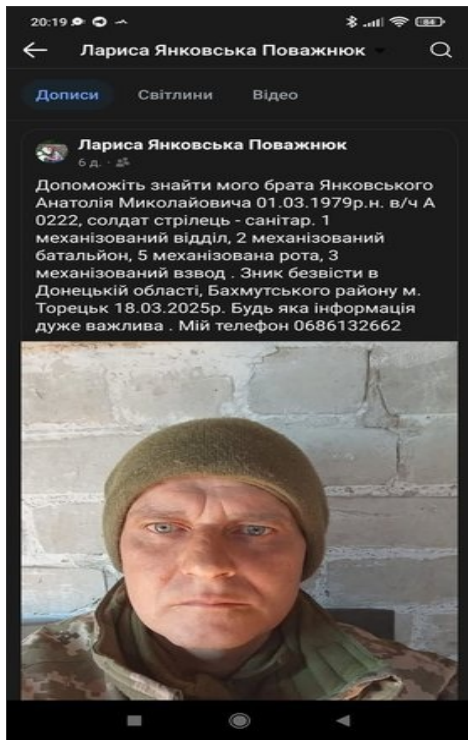 20:19
84
Лариса Янковська Поважнюк
Дописи Світлини Відео
Лариса Янковська Поважнюк
6 д.
Допоможіть знайти мого брата Янковського
Анатолія Миколайовича 01.03.1979р.н. в/ч А
0222, солдат стрілець - санітар. 1
механізований відділ, 2 механізований
батальйон, 5 механізована рота, 3
механізований взвод . Зник безвісти в
Донецькій області, Бахмутського району м.
Торецьк 18.03.2025р. Будь яка інформація
дуже важлива . Мій телефон 0686132662